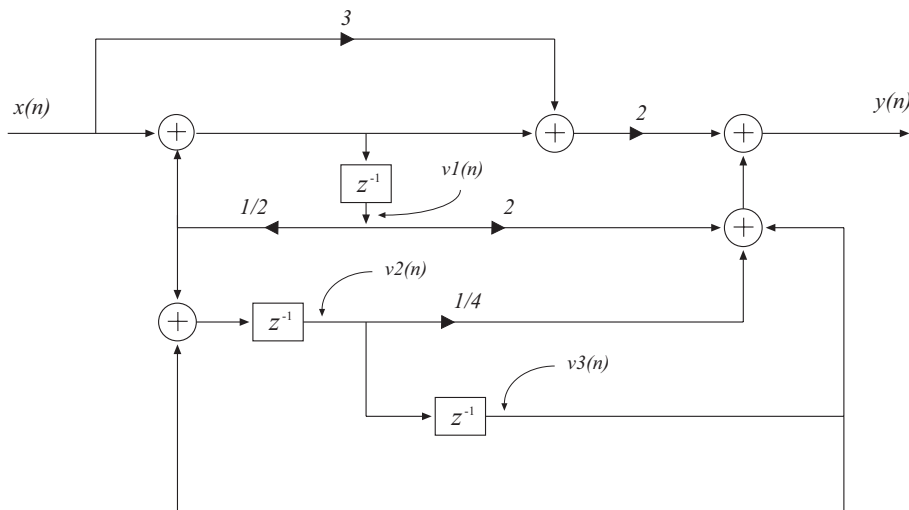 3
x(n)
+
+
2
+
y(n)
z⁻¹
v1(n)
1/2
2
+
+
z⁻¹
v2(n)
1/4
v3(n)
z⁻¹